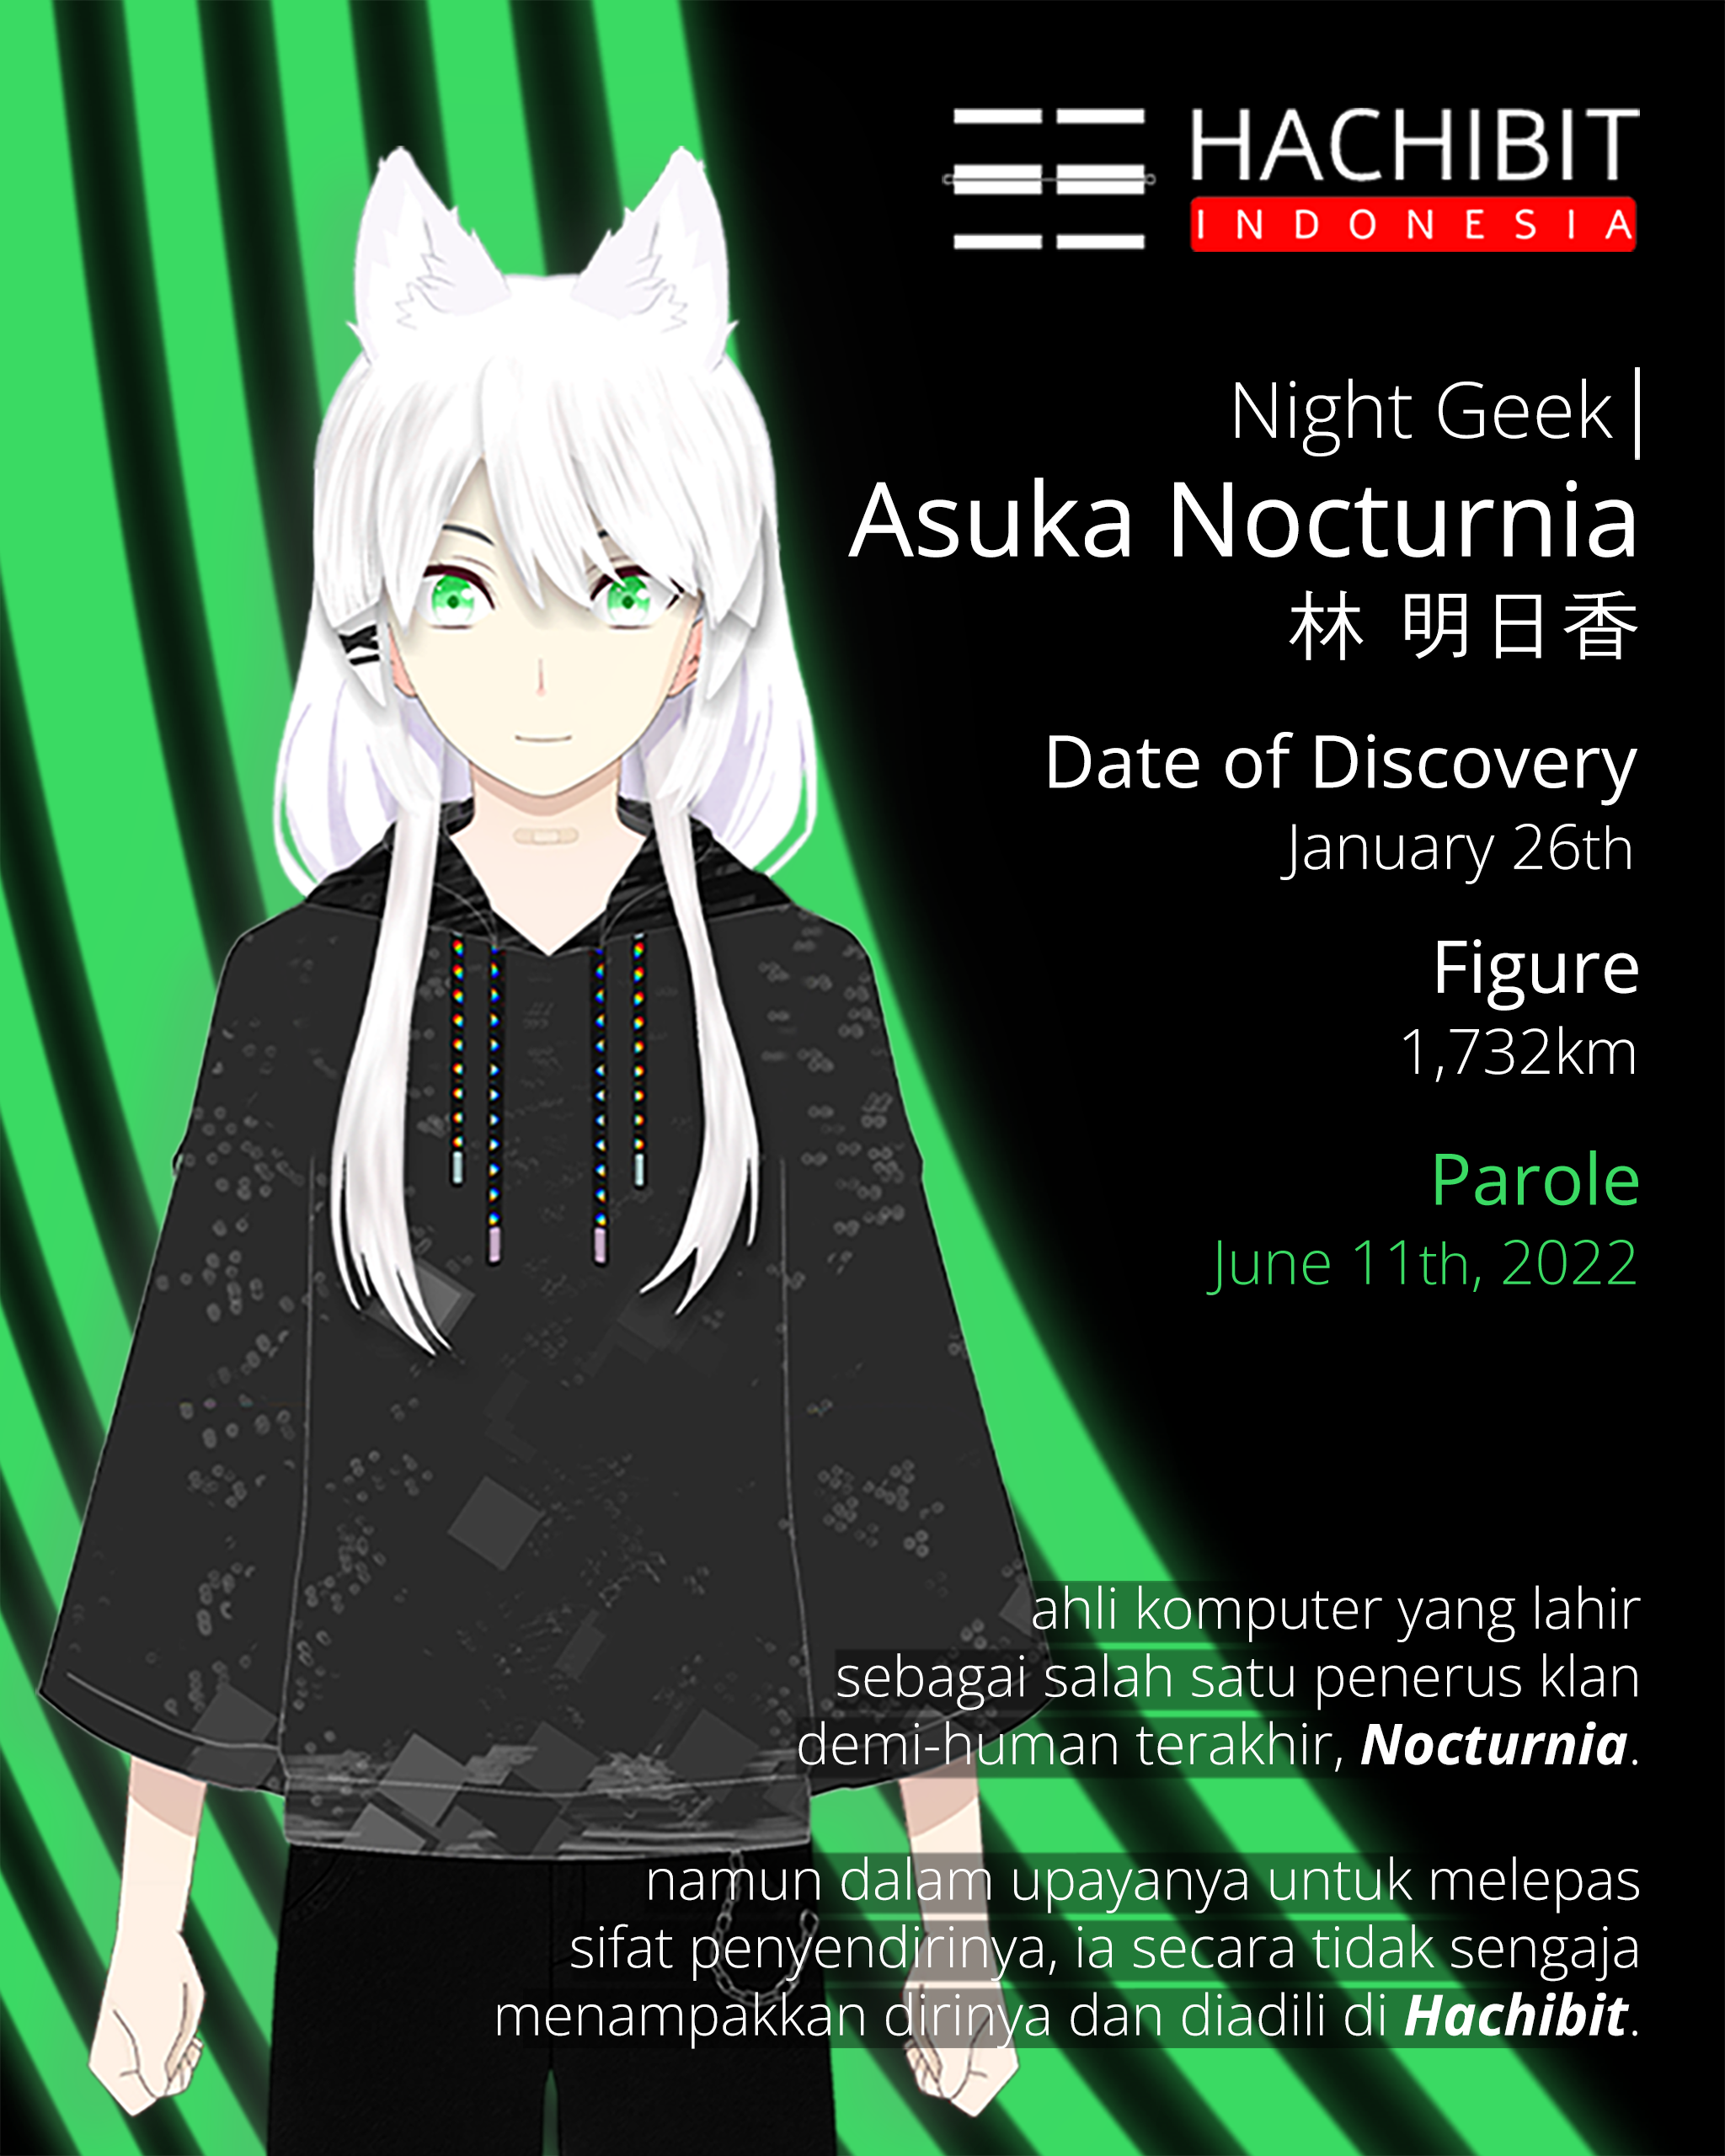 HACHIBIT
INDONESIA
Night Geek|
Asuka Nocturnia
林 明日香
Date of Discovery
January 26th
Figure
1,732km
Parole
June 11th, 2022
ahli komputer yang lahir
sebagai salah satu penerus klan
demi-human terakhir, Nocturnia.
namun dalam upayanya untuk melepas
sifat penyendirinya, ia secara tidak sengaja
menampakkan dirinya dan diadili di Hachibit.